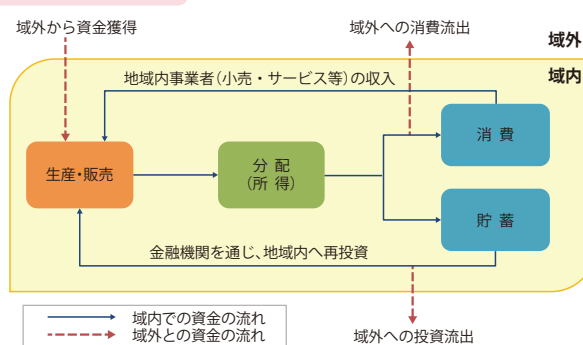 域外から資金獲得
域外への消費流出
域外
域内
地域内事業者(小売・サービス等)の収入
消 費
生産・販売
分 配
(所 得)
貯 蓄
金融機関を通じ、地域内へ再投資
域内での資金の流れ
域外との資金の流れ
域外への投資流出